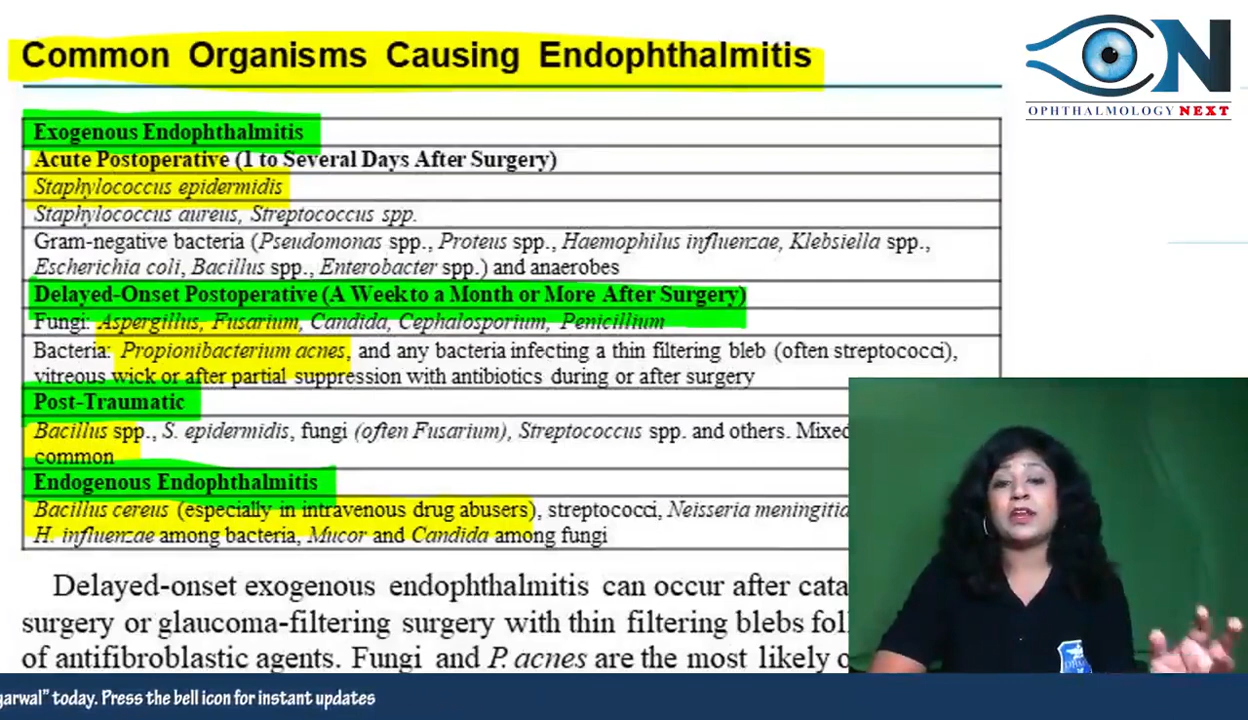 Common Organisms Causing Endophthalmitis
ON
OPHTHALMOLOGY NEXT
Exogenous Endophthalmitis
Acute Postoperative (1 to Several Days After Surgery)
Staphylococcus epidermidis
Staphylococcus aureus, Streptococcus spp.
Gram-negative bacteria (Pseudomonas spp., Proteus spp., Haemophilus influenzae, Klebsiella spp.,
Escherichia coli, Bacillus spp., Enterobacter spp.) and anaerobes
Delayed-Onset Postoperative (A Week to a Month or More After Surgery)
Fungi: Aspergillus, Fusarium, Candida, Cephalosporium, Penicillium
Bacteria: Propionibacterium acnes, and any bacteria infecting a thin filtering bleb (often streptococci),
vitreous wick or after partial suppression with antibiotics during or after surgery
Post-Traumatic
Bacillus spp., S. epidermidis, fungi (often Fusarium), Streptococcus spp. and others. Mixed
common
Endogenous Endophthalmitis
Bacillus cereus (especially in intravenous drug abusers), streptococci, Neisseria meningitid
H. influenzae among bacteria, Mucor and Candida among fungi
Delayed-onset exogenous endophthalmitis can occur after cata
surgery or glaucoma-filtering surgery with thin filtering blebs foll
of antifibroblastic agents. Fungi and P. acnes are the most likely
garwal" today. Press the bell icon for instant updates